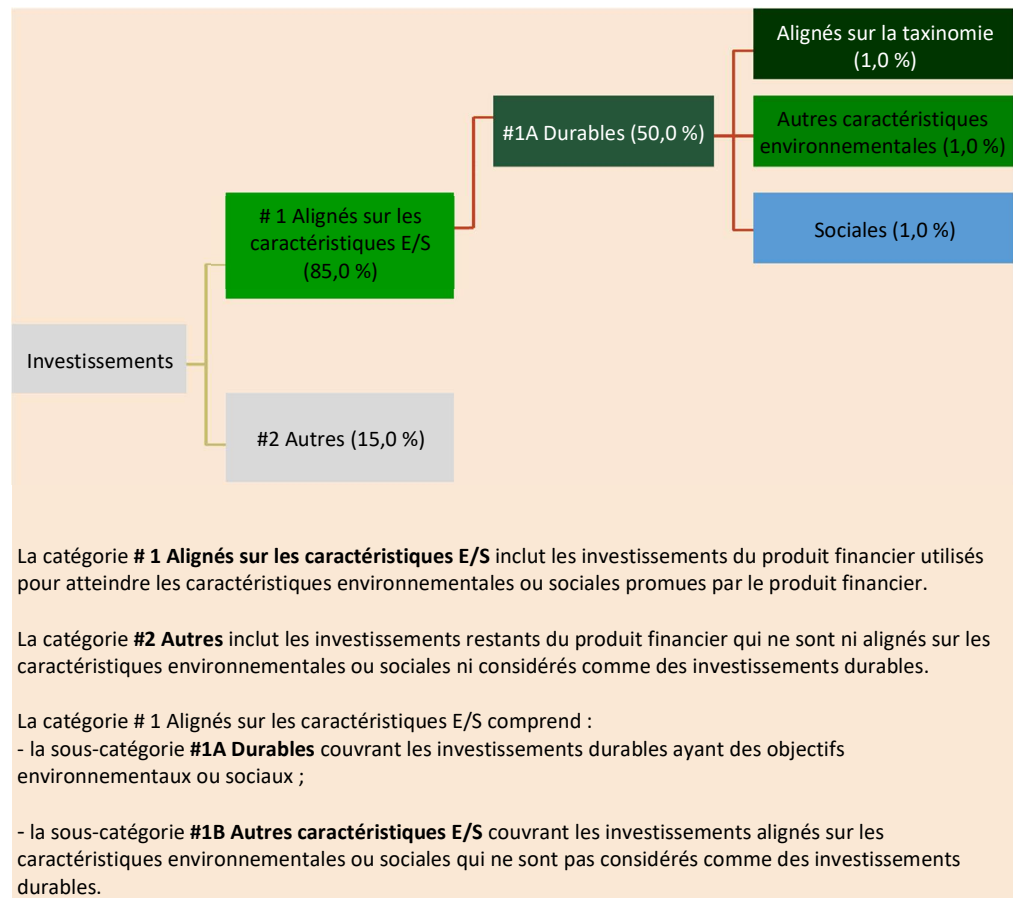 Alignés sur la taxinomie
(1,0 %)
#1A Durables (50,0 %)
Autres caractéristiques
environnementales (1,0 %)
# 1 Alignés sur les
caractéristiques E/S
(85,0 %)
Sociales (1,0 %)
Investissements
#2 Autres (15,0 %)
La catégorie # 1 Alignés sur les caractéristiques E/S inclut les investissements du produit financier utilisés
pour atteindre les caractéristiques environnementales ou sociales promues par le produit financier.
La catégorie #2 Autres inclut les investissements restants du produit financier qui ne sont ni alignés sur les
caractéristiques environnementales ou sociales ni considérés comme des investissements durables.
La catégorie # 1 Alignés sur les caractéristiques E/S comprend :
- la sous-catégorie #1A Durables couvrant les investissements durables ayant des objectifs
environnementaux ou sociaux ;
- la sous-catégorie #1B Autres caractéristiques E/S couvrant les investissements alignés sur les
caractéristiques environnementales ou sociales qui ne sont pas considérés comme des investissements
durables.